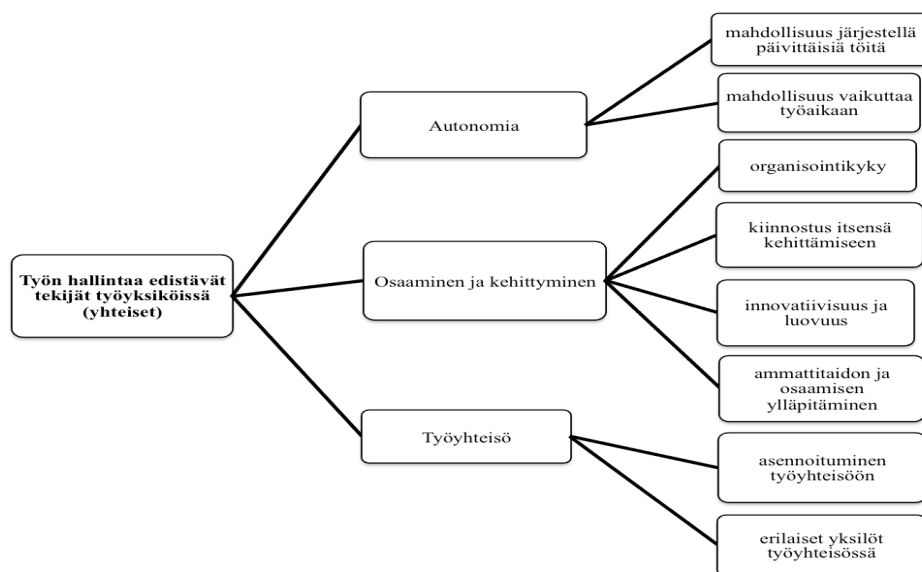 Työn hallintaa edistävät
tekijät työyksiköissä
(yhteiset)
Autonomia
mahdollisuus järjestellä
päivittäisiä töitä
mahdollisuus vaikuttaa
työaikaan
Osaaminen ja kehittyminen
organisointikyky
kiinnostus itsensä
kehittämiseen
innovatiivisuus ja
luovuus
ammattitaidon ja
osaamisen
ylläpitäminen
Työyhteisö
asennoituminen
työyhteisöön
erilaiset yksilöt
työyhteisössä